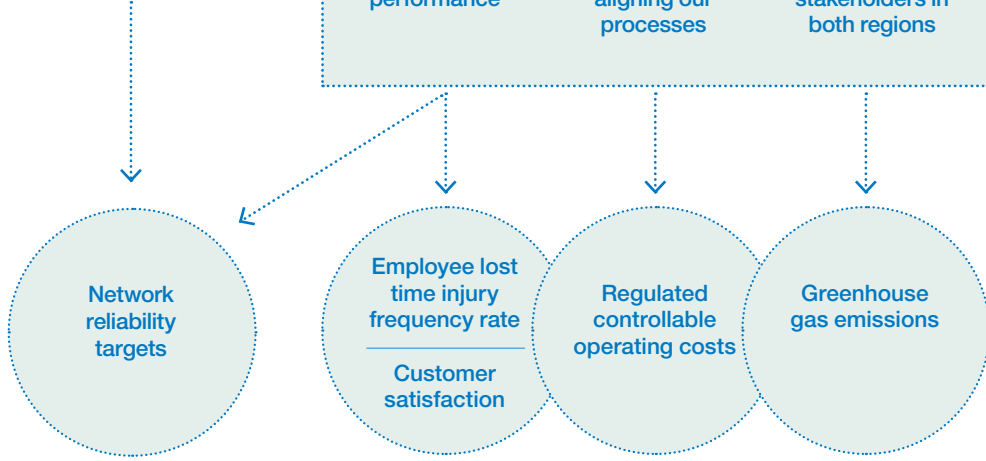 performance
aligning our
processes
stakeholders in
both regions
Network
reliability
targets
Employee lost
time injury
frequency rate
Customer
satisfaction
Regulated
controllable
operating costs
Greenhouse
gas emissions